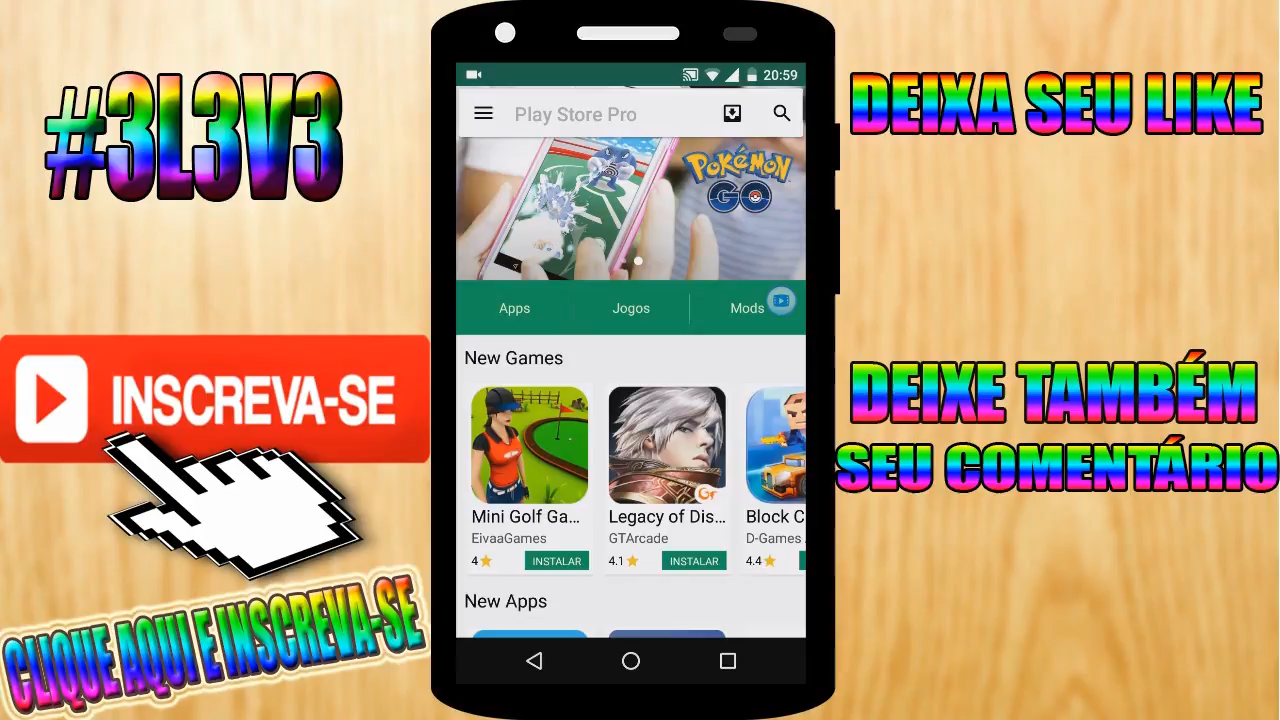 #3L3V3
INSCREVA-SE
CLIQUE AQUI E INSCREVA-SE
20:59
Play Store Pro
POKÉMON
GO
Apps
Jogos
Mods
New Games
Mini Golf Ga...
Legacy of Dis...
Block C
EivaaGames
GTArcade
D-Games
4
INSTALAR
4.1
INSTALAR
4.4
New Apps
DEIXA SEU LIKE
DEIXE TAMBÉM
SEU COMENTÁRIO